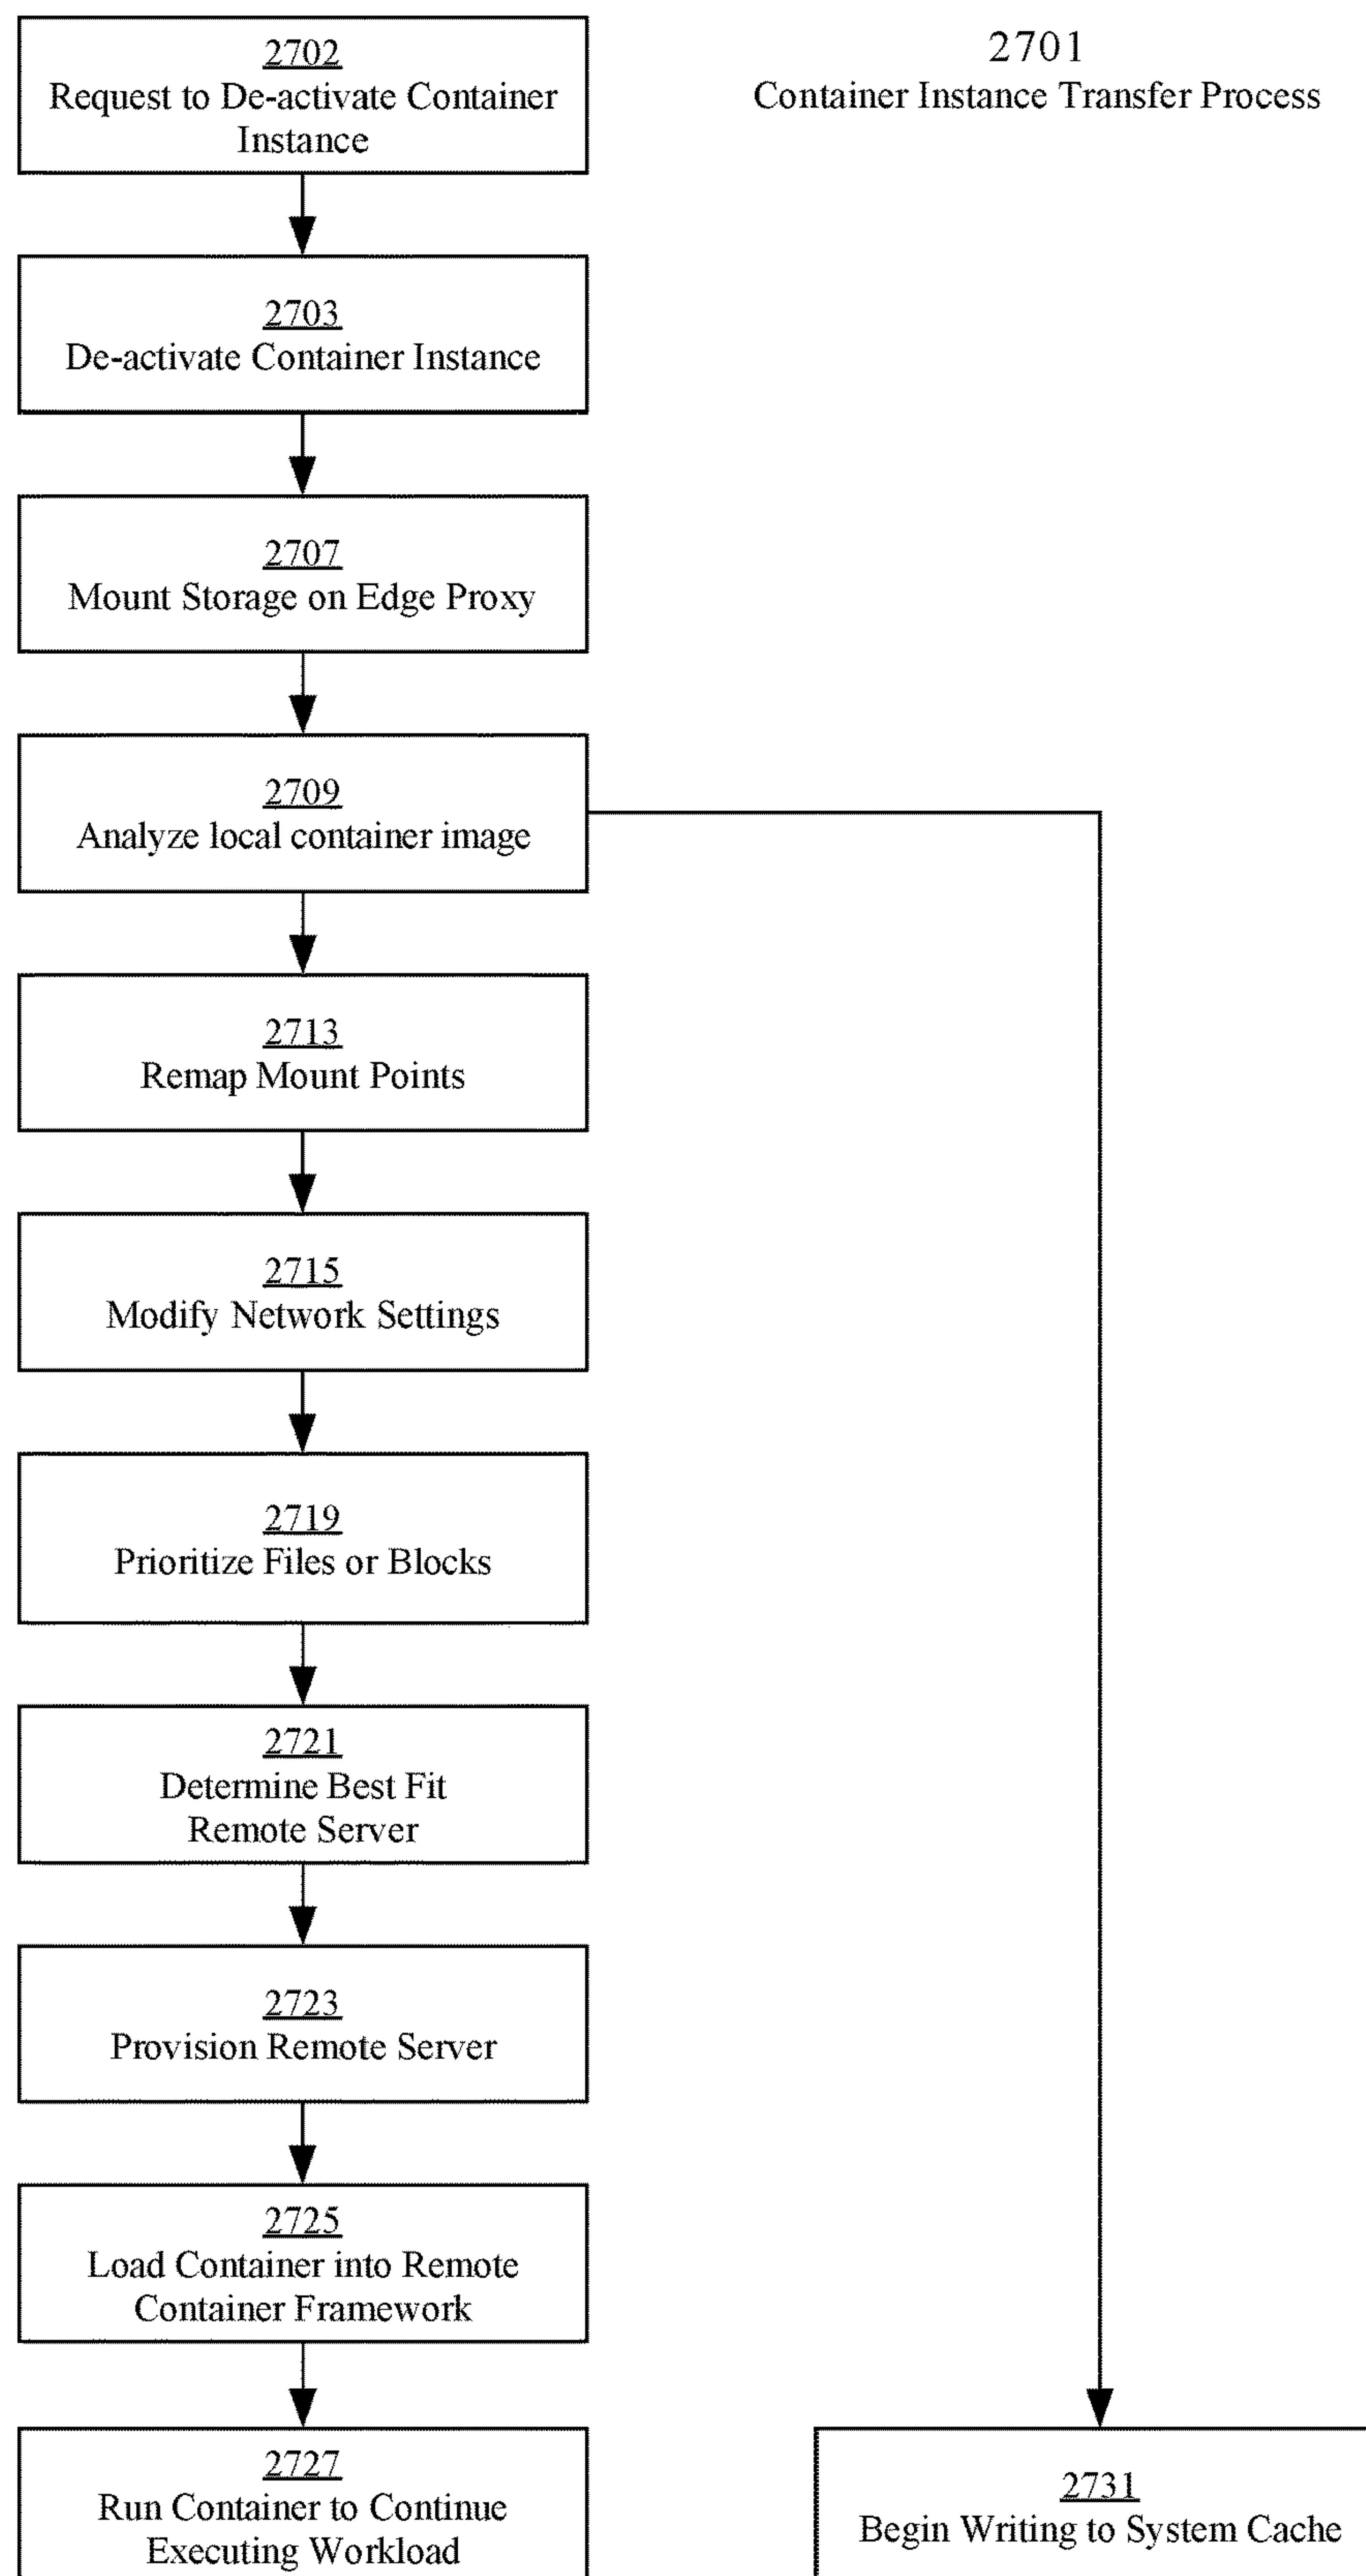 2701
Container Instance Transfer Process
2702
Request to De-activate Container
Instance
2703
De-activate Container Instance
2707
Mount Storage on Edge Proxy
2709
Analyze local container image
2713
Remap Mount Points
2715
Modify Network Settings
2719
Prioritize Files or Blocks
2721
Determine Best Fit
Remote Server
2723
Provision Remote Server
2725
Load Container into Remote
Container Framework
2727
Run Container to Continue
Executing Workload
2731
Begin Writing to System Cache